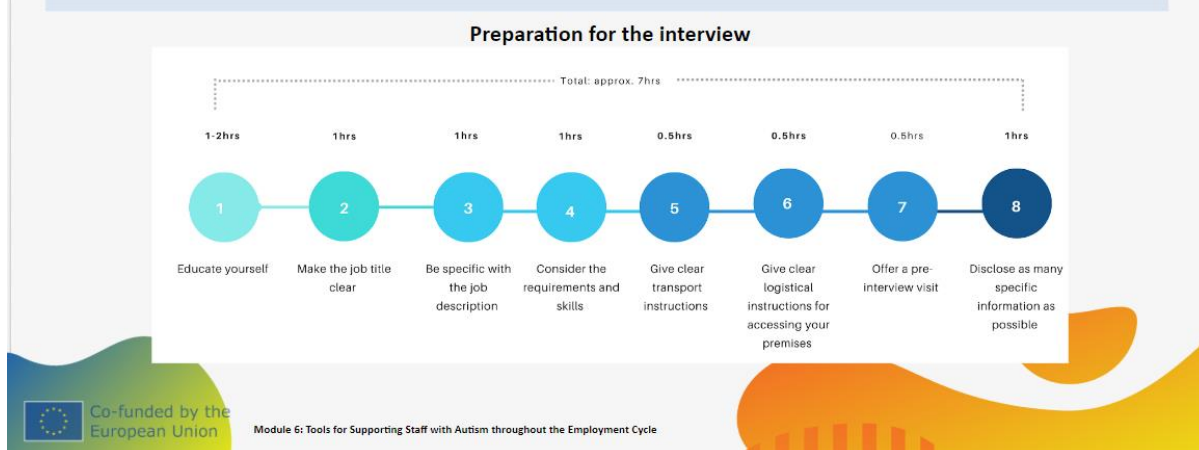 Preparation for the interview
Total: approx. 7hrs
1-2hrs
1hrs
1hrs
1hrs
0.5hrs
0.5hrs
0.5hrs
1hrs
1
2
3
4
5
6
7
8
Educate yourself
Make the job title
clear
Be specific with
the job
description
Consider the
requirements and
skills
Give clear
transport
instructions
Give clear
logistical
instructions for
accessing your
premises
Offer a pre-
interview visit
Disclose as many
specific
information as
possible
Co-funded by the
European Union
Module 6: Tools for Supporting Staff with Autism throughout the Employment Cycle